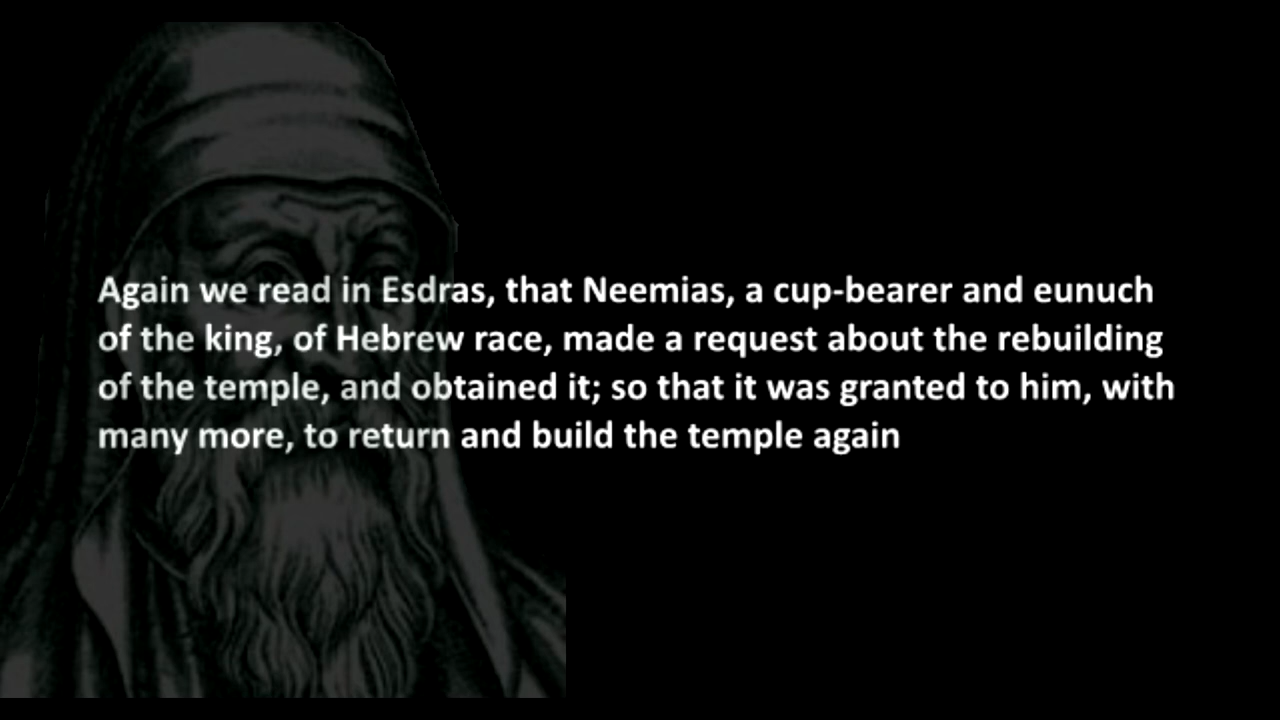 Again we read in Esdras, that Neemias, a cup-bearer and eunuch
of the king, of Hebrew race, made a request about the rebuilding
of the temple, and obtained it; so that it was granted to him, with
many more, to return and build the temple again